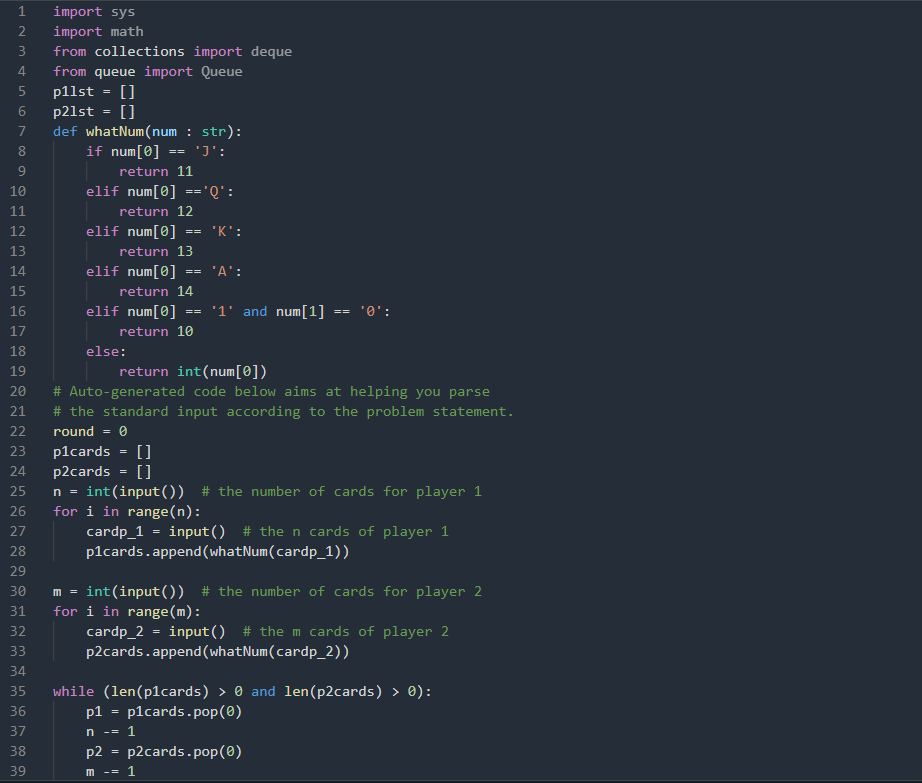 1 import sys
2 import math
3 from collections import deque
4 from queue import Queue
5 p1lst = []
6 p2lst = []
7 def whatNum(num : str):
8     if num[0] == 'J':
9         return 11
10     elif num[0] =='Q':
11         return 12
12     elif num[0] == 'K':
13         return 13
14     elif num[0] == 'A':
15         return 14
16     elif num[0] == '1' and num[1] == '0':
17         return 10
18     else:
19         return int(num[0])
20 # Auto-generated code below aims at helping you parse
21 # the standard input according to the problem statement.
22 round = 0
23 p1cards = []
24 p2cards = []
25 n = int(input())  # the number of cards for player 1
26 for i in range(n):
27     cardp_1 = input()  # the n cards of player 1
28     p1cards.append(whatNum(cardp_1))
29
30 m = int(input())  # the number of cards for player 2
31 for i in range(m):
32     cardp_2 = input()  # the m cards of player 2
33     p2cards.append(whatNum(cardp_2))
34
35 while (len(p1cards) > 0 and len(p2cards) > 0):
36     p1 = p1cards.pop(0)
37     n -= 1
38     p2 = p2cards.pop(0)
39     m -= 1